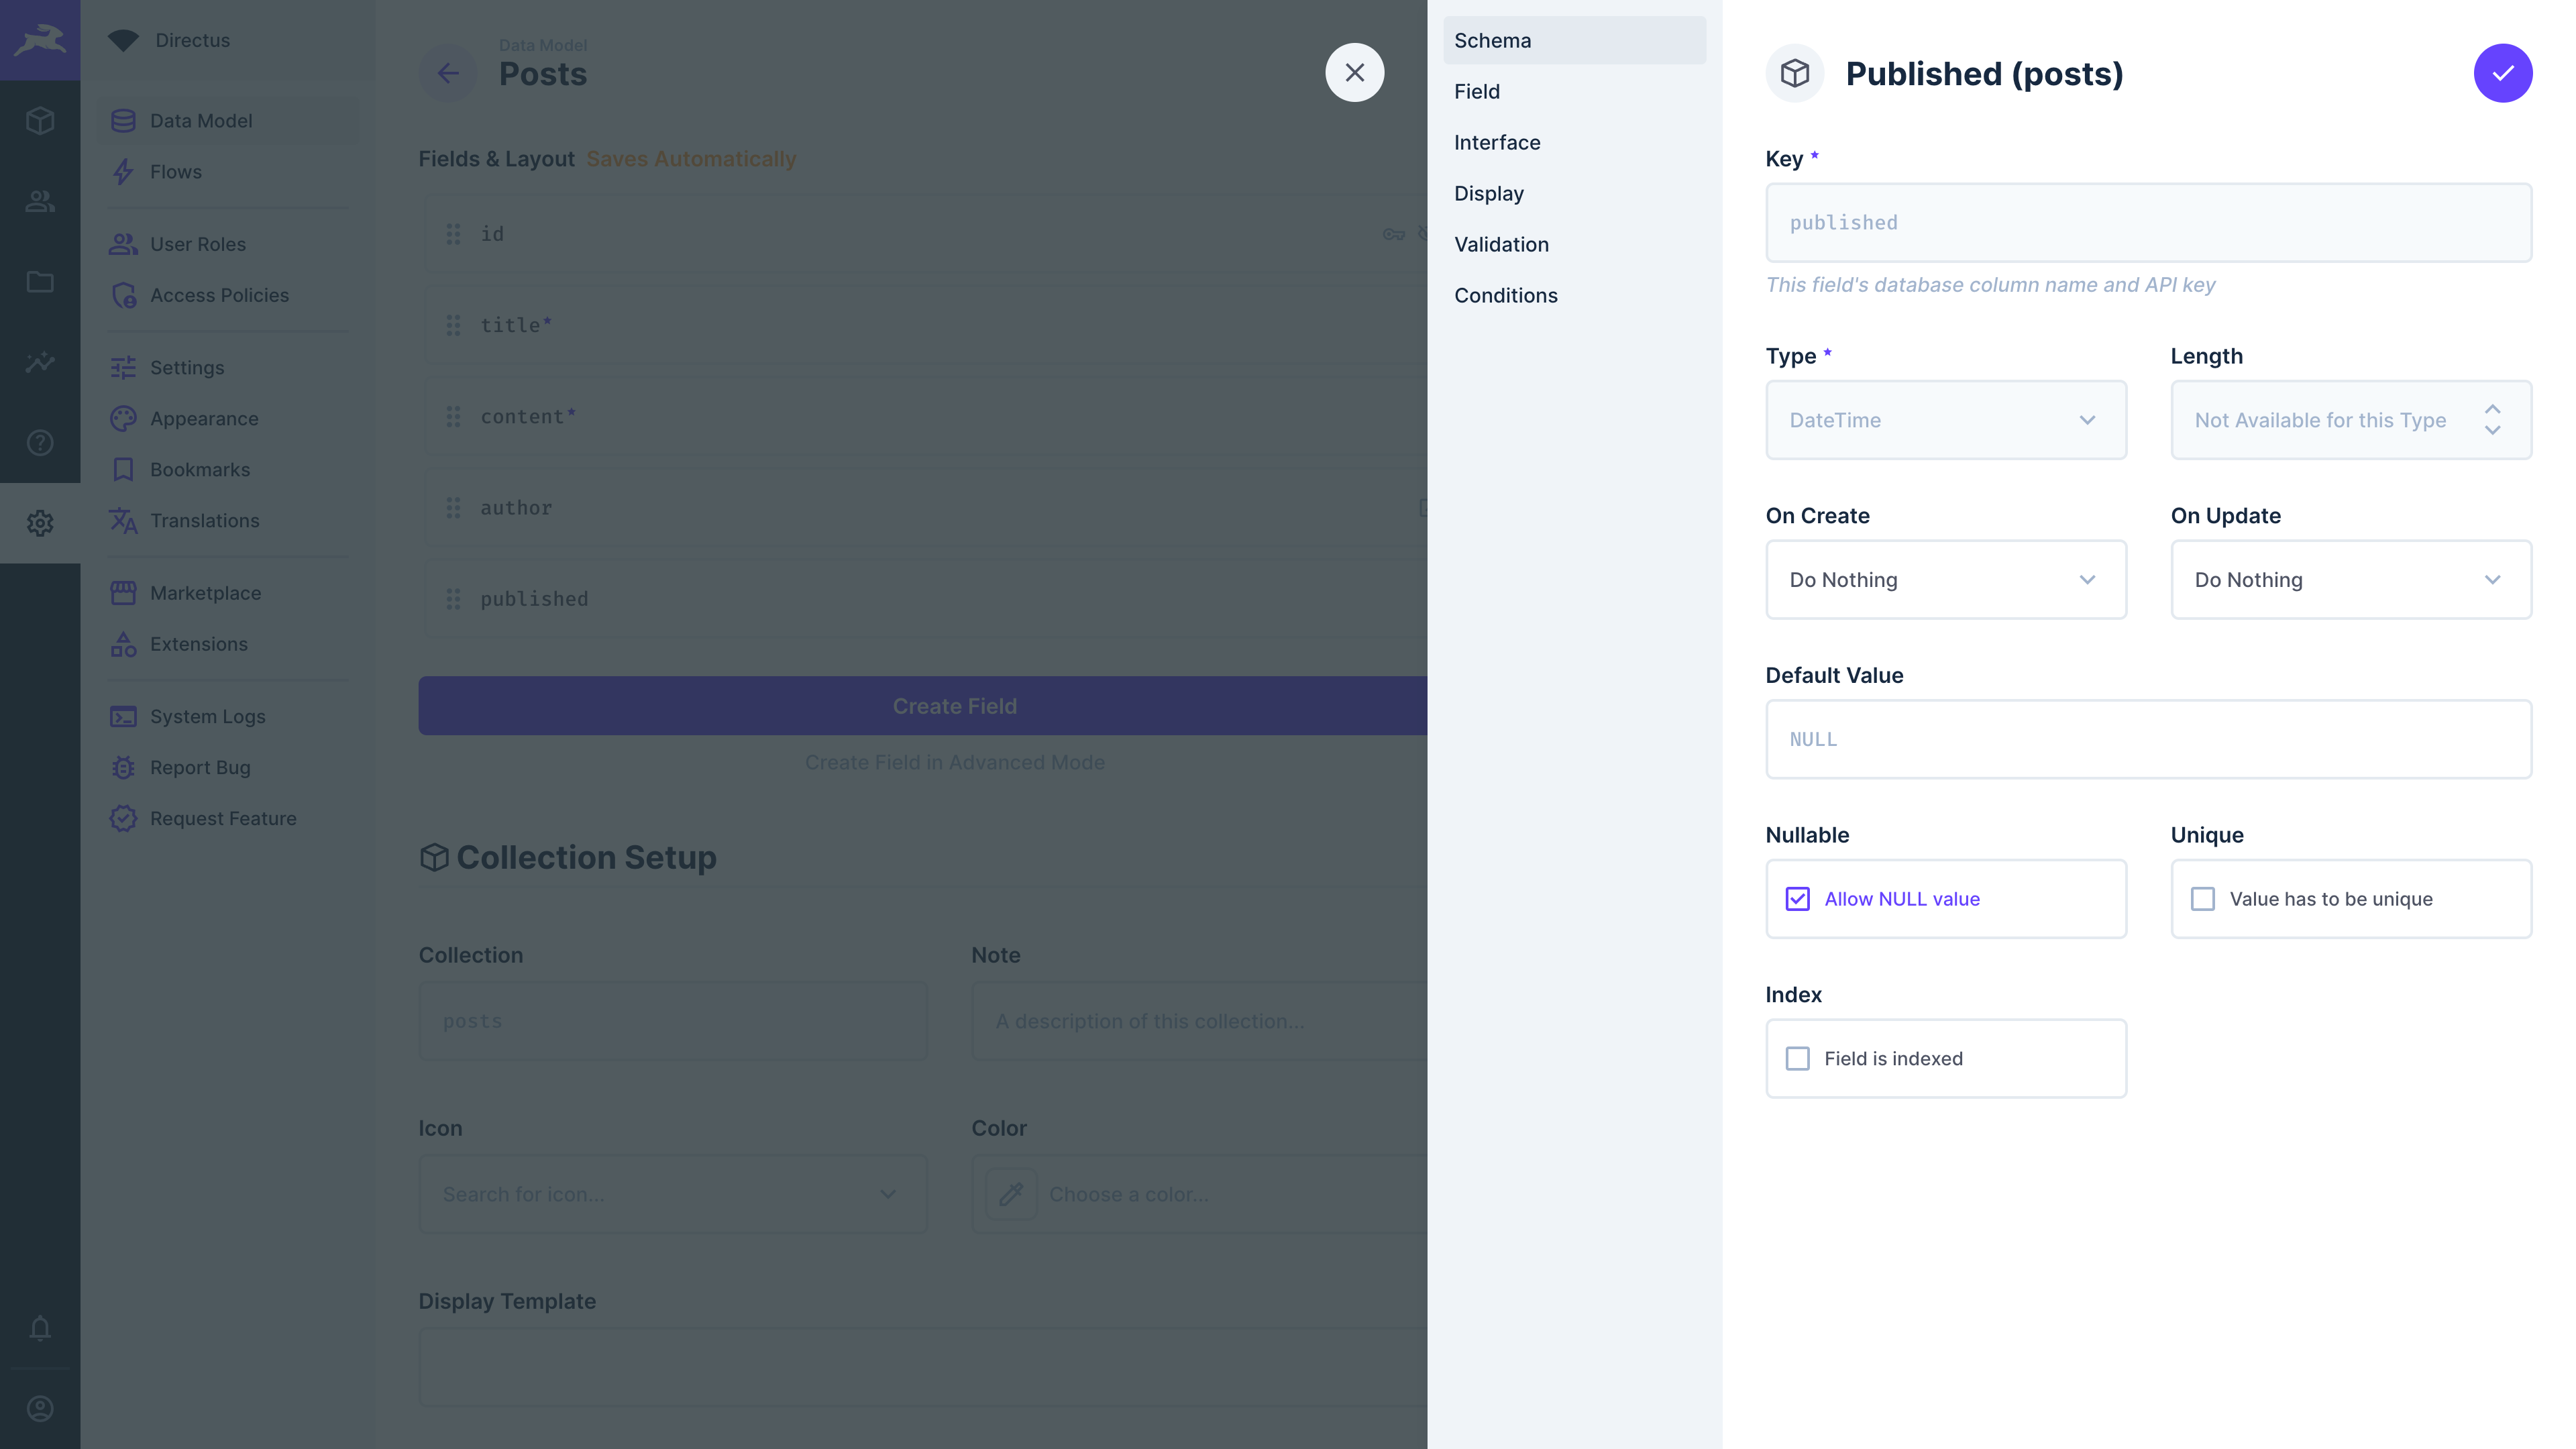 Directus
Data Model
Flows
User Roles
Access Policies
Settings
Appearance
Bookmarks
Translations
Marketplace
Extensions
System Logs
Report Bug
Request Feature
Data Model
Posts
Fields & Layout Saves Automatically
id
title*
content*
author
published
Create Field
Create Field in Advanced Mode
Collection Setup
Collection
posts
Note
A description of this collection...
Icon
Search for icon...
Color
Choose a color...
Display Template
Schema
Field
Interface
Display
Validation
Conditions
Published (posts)
Key *
published
This field's database column name and API key
Type *
DateTime
Length
Not Available for this Type
On Create
Do Nothing
On Update
Do Nothing
Default Value
NULL
Nullable
Allow NULL value
Unique
Value has to be unique
Index
Field is indexed